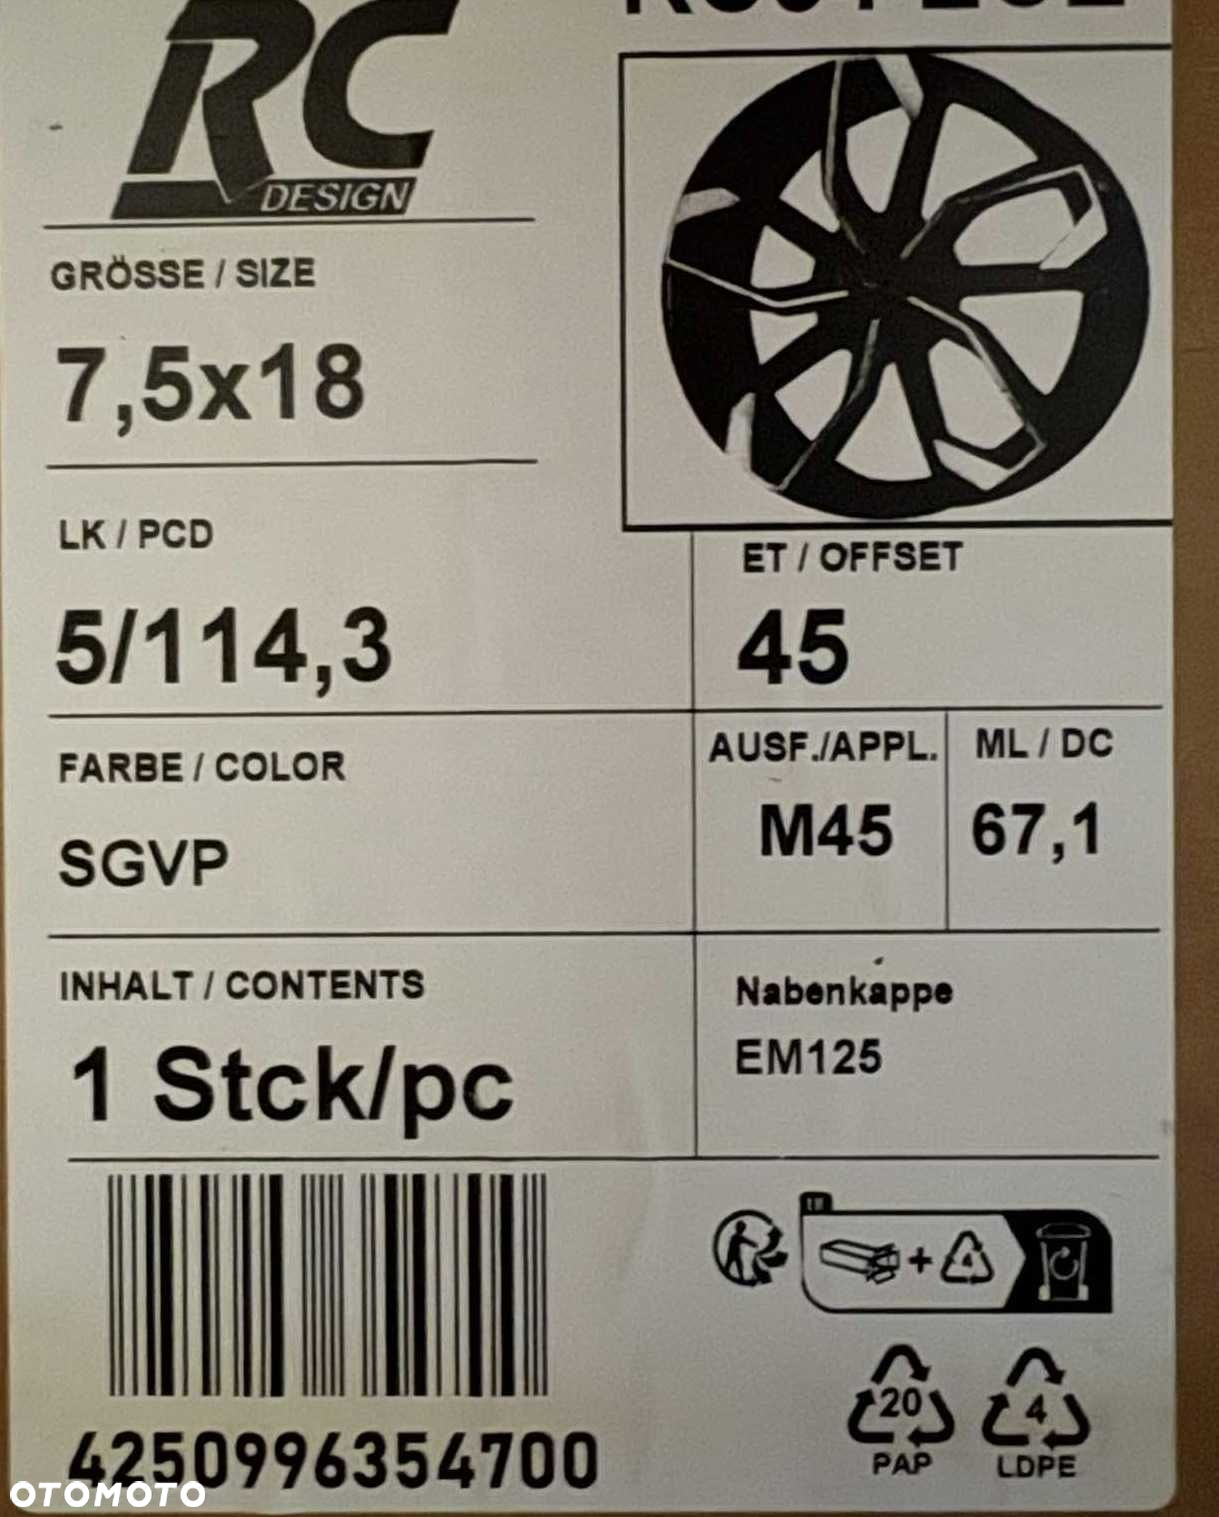 RC
DESIGN
GRÖSSE / SIZE
7,5x18
LK / PCD
5/114,3
ET / OFFSET
45
FARBE / COLOR
SGVP
AUSF./APPL.
M45
ML / DC
67,1
INHALT / CONTENTS
1 Stck/pc
Nabenkappe
EM125
4250996354700
+
4
20
PAP
4
LDPE
OTOMOTO